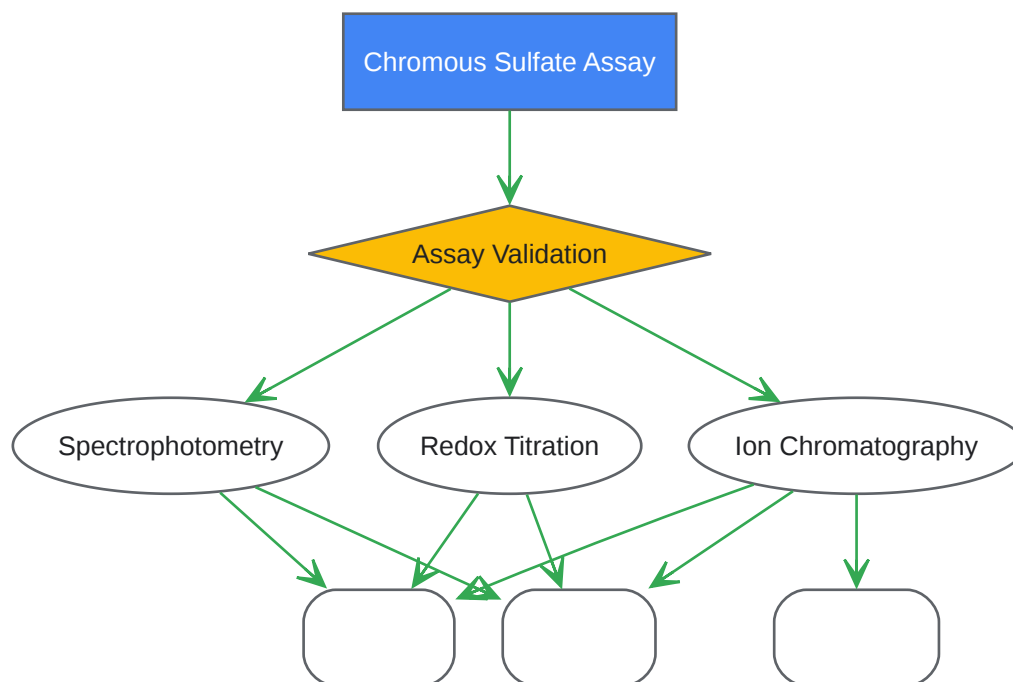 Chromous Sulfate Assay
Assay Validation
Spectrophotometry
Redox Titration
Ion Chromatography